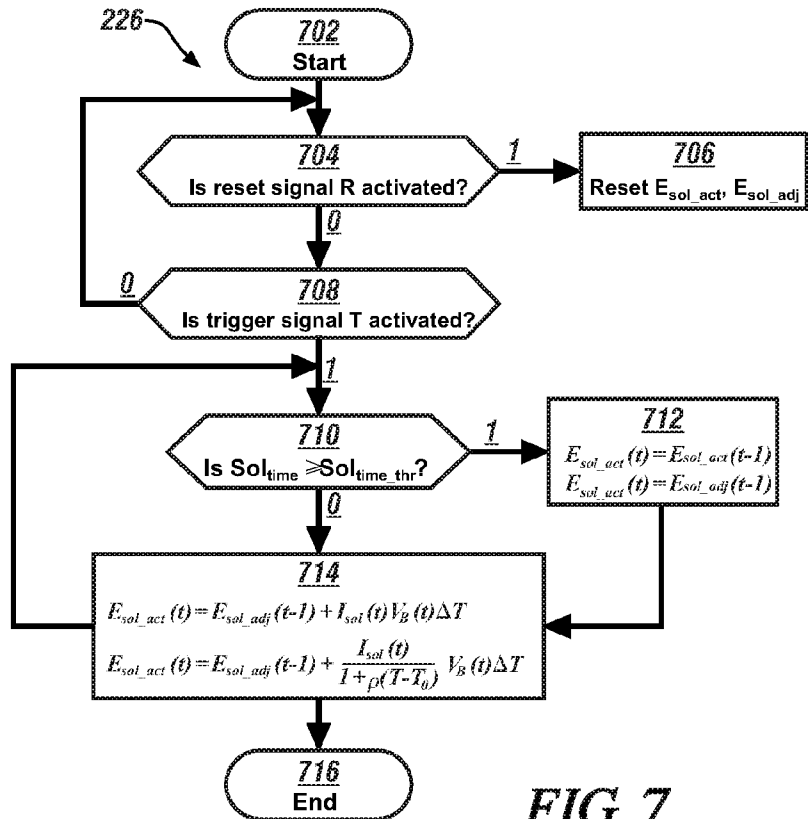 226
702
Start
704
Is reset signal R activated?
1
706
Reset E_sol_act, E_sol_adj
0
0
708
Is trigger signal T activated?
1
710
Is Sol_time ⩾Sol_time_thr?
1
712
E_sol_act(t)=E_sol_act(t-1)
E_sol_act(t)=E_sol_adj(t-1)
0
714
E_sol_act(t)=E_sol_adj(t-1)+I_sol(t)V_B(t)ΔT
E_sol_act(t)=E_sol_adj(t-1)+ I_sol(t)/1+ρ(T-T_0) V_B(t)ΔT
716
End
FIG 7